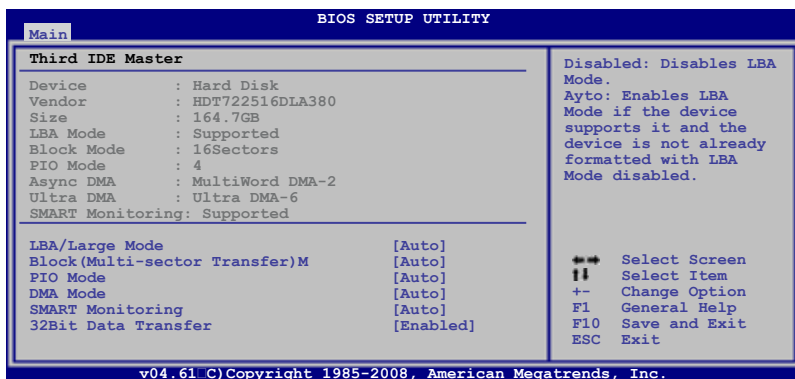 BIOS SETUP UTILITY
Main
Third IDE Master
Device : Hard Disk
Vendor : HDT722516DLA380
Size : 164.7GB
LBA Mode : Supported
Block Mode : 16Sectors
PIO Mode : 4
Async DMA : MultiWord DMA-2
Ultra DMA : Ultra DMA-6
SMART Monitoring: Supported
LBA/Large Mode [Auto]
Block(Multi-sector Transfer)M [Auto]
PIO Mode [Auto]
DMA Mode [Auto]
SMART Monitoring [Auto]
32Bit Data Transfer [Enabled]
Disabled: Disables LBA
Mode.
Ayto: Enables LBA
Mode if the device
supports it and the
device is not already
formatted with LBA
Mode disabled.
←→ Select Screen
↑↓ Select Item
+- Change Option
F1 General Help
F10 Save and Exit
ESC Exit
v04.61□C)Copyright 1985-2008, American Megatrends, Inc.